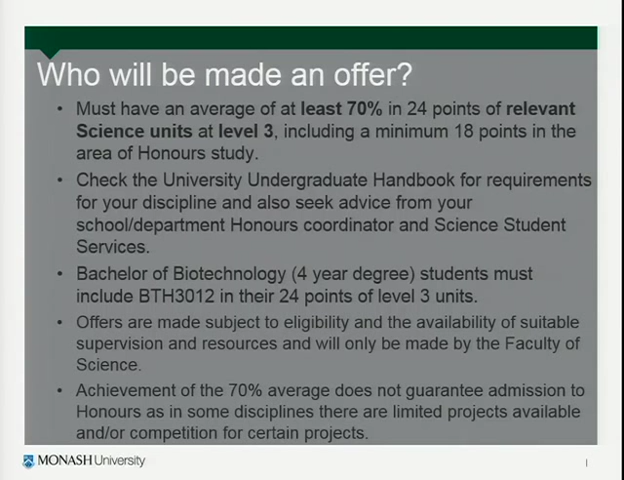 Who will be made an offer?
• Must have an average of at least 70% in 24 points of relevant
Science units at level 3, including a minimum 18 points in the
area of Honours study.
• Check the University Undergraduate Handbook for requirements
for your discipline and also seek advice from your
school/department Honours coordinator and Science Student
Services.
• Bachelor of Biotechnology (4 year degree) students must
include BTH3012 in their 24 points of level 3 units.
• Offers are made subject to eligibility and the availability of suitable
supervision and resources and will only be made by the Faculty of
Science.
• Achievement of the 70% average does not guarantee admission to
Honours as in some disciplines there are limited projects available
and/or competition for certain projects.
MONASH University